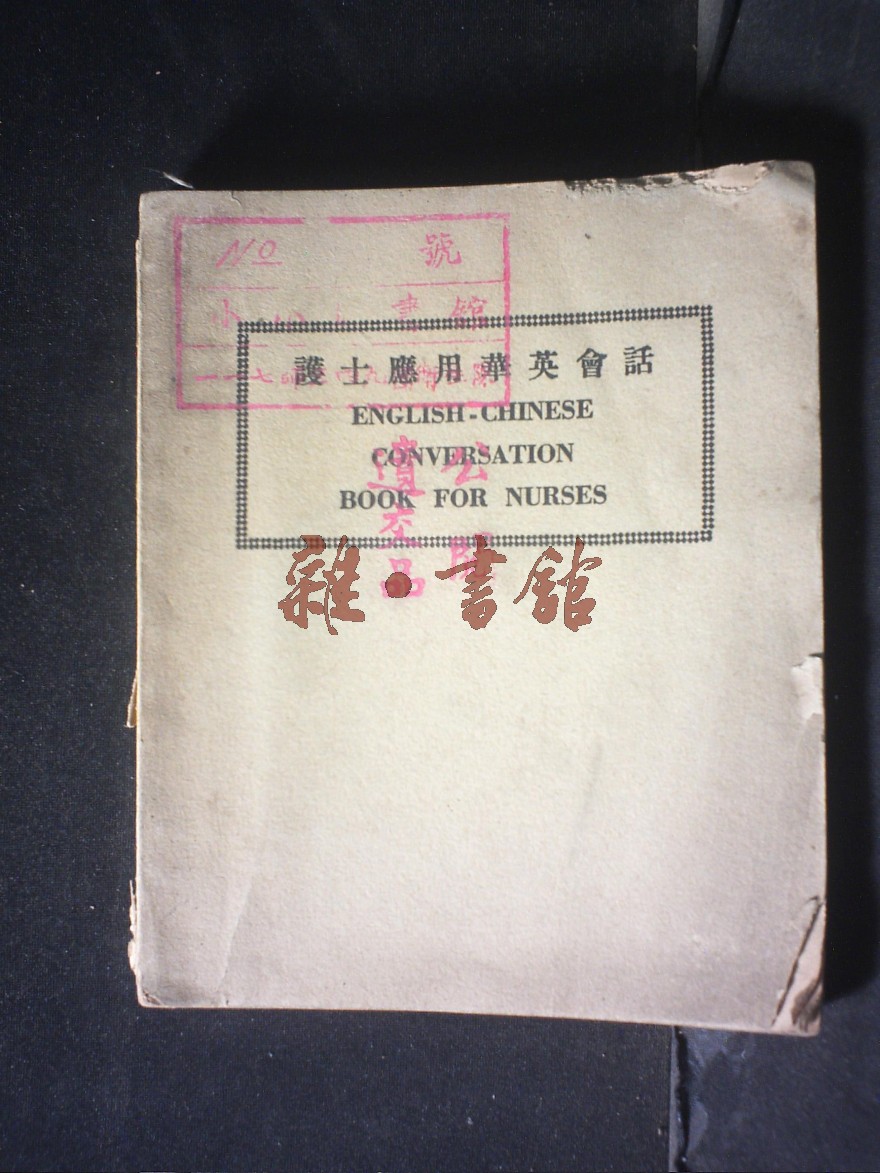 No 號
書館
護士應用華英會話
ENGLISH-CHINESE
CONVERSATION
BOOK FOR NURSES
雜·書館